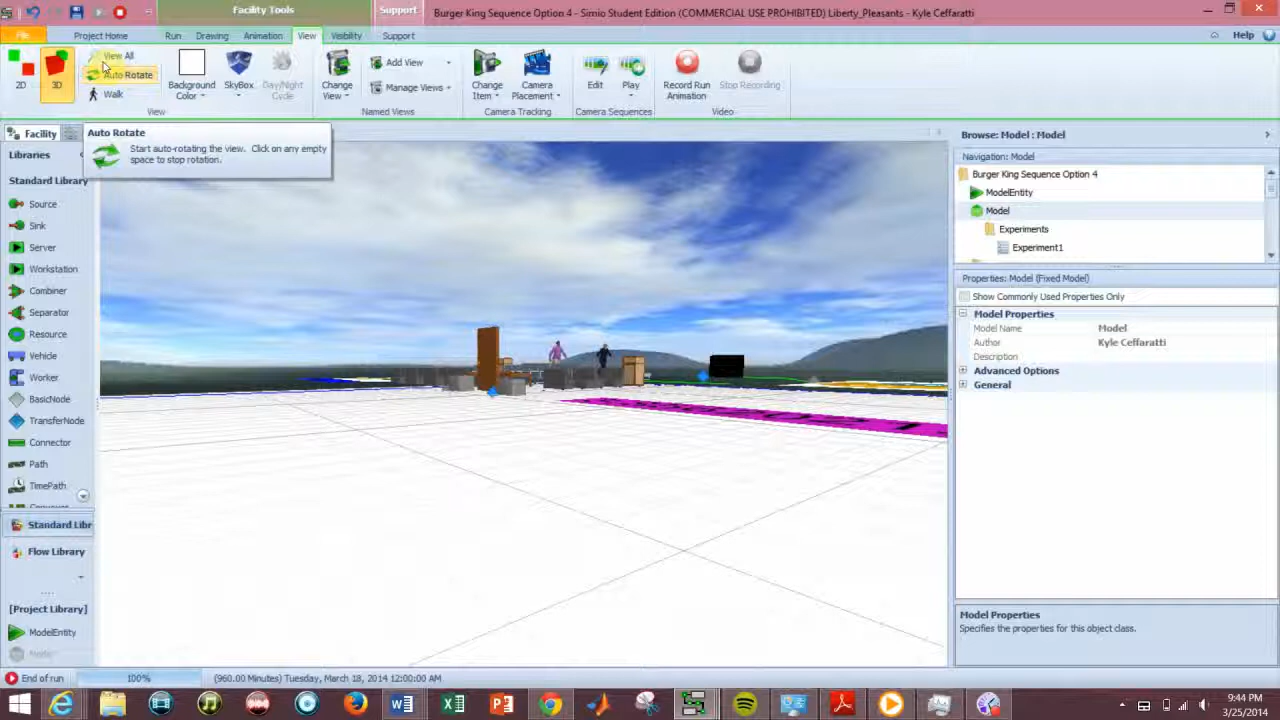 Facility Tools
Support
Burger King Sequence Option 4 - Simio Student Edition (COMMERCIAL USE PROHIBITED) Liberty_Pleasants - Kyle Ceffaratti
Project Home
Run
Drawing
Animation
View
Visibility
Support
Help
2D
3D
View All
Auto Rotate
Walk
Background Color
SkyBox
Day/Night Cycle
View
Change View
Add View
Manage Views
Named Views
Change Item
Camera Placement
Camera Tracking
Edit
Play
Camera Sequences
Record Run Animation
Stop Recording
Video
Facility
Auto Rotate
Start auto-rotating the view. Click on any empty
space to stop rotation.
Libraries
Standard Library
Source
Sink
Server
Workstation
Combiner
Separator
Resource
Vehicle
Worker
BasicNode
TransferNode
Connector
Path
TimePath
Standard Libr
Flow Library
[Project Library]
ModelEntity
Browse: Model : Model
Navigation: Model
Burger King Sequence Option 4
ModelEntity
Model
Experiments
Experiment1
Properties: Model (Fixed Model)
Show Commonly Used Properties Only
Model Properties
Model Name Model
Author Kyle Ceffaratti
Description
Advanced Options
General
Model Properties
Specifies the properties for this object class.
End of run
100%
(960.00 Minutes) Tuesday, March 18, 2014 12:00:00 AM
9:44 PM
3/25/2014